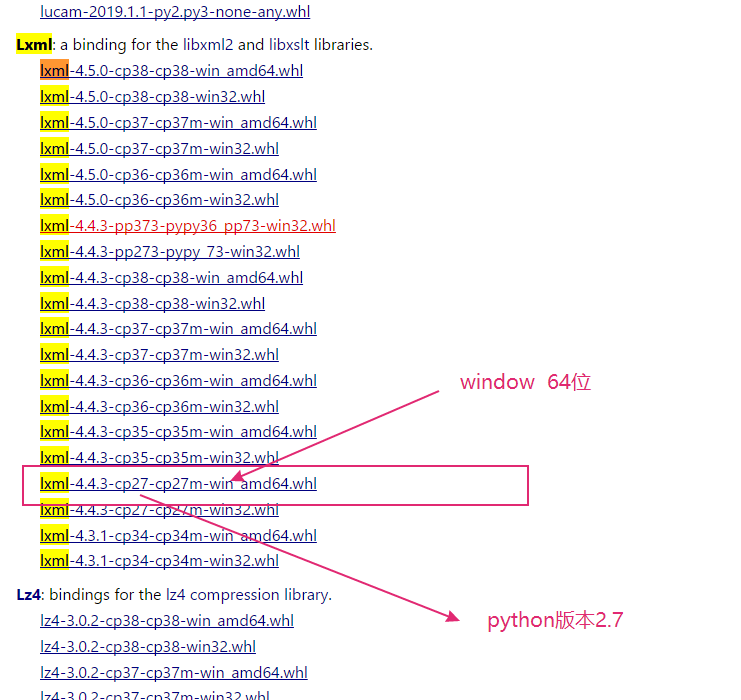 lucam-2019.1.1-py2.py3-none-any.whl
Lxml: a binding for the libxml2 and libxslt libraries.
lxml-4.5.0-cp38-cp38-win_amd64.whl
lxml-4.5.0-cp38-cp38-win32.whl
lxml-4.5.0-cp37-cp37m-win_amd64.whl
lxml-4.5.0-cp37-cp37m-win32.whl
lxml-4.5.0-cp36-cp36m-win_amd64.whl
lxml-4.5.0-cp36-cp36m-win32.whl
lxml-4.4.3-pp373-pypy36_pp73-win32.whl
lxml-4.4.3-pp273-pypy_73-win32.whl
lxml-4.4.3-cp38-cp38-win_amd64.whl
lxml-4.4.3-cp38-cp38-win32.whl
lxml-4.4.3-cp37-cp37m-win_amd64.whl
lxml-4.4.3-cp37-cp37m-win32.whl
lxml-4.4.3-cp36-cp36m-win_amd64.whl
window 64位
lxml-4.4.3-cp36-cp36m-win32.whl
lxml-4.4.3-cp35-cp35m-win_amd64.whl
lxml-4.4.3-cp35-cp35m-win32.whl
lxml-4.4.3-cp27-cp27m-win_amd64.whl
lxml-4.4.3-cp27-cp27m-win32.whl
lxml-4.3.1-cp34-cp34m-win_amd64.whl
lxml-4.3.1-cp34-cp34m-win32.whl
Lz4: bindings for the lz4 compression library.
lz4-3.0.2-cp38-cp38-win_amd64.whl
python版本2.7
lz4-3.0.2-cp38-cp38-win32.whl
lz4-3.0.2-cp37-cp37m-win_amd64.whl
lz4-3.0.2-cp37-cp37m-win32.whl